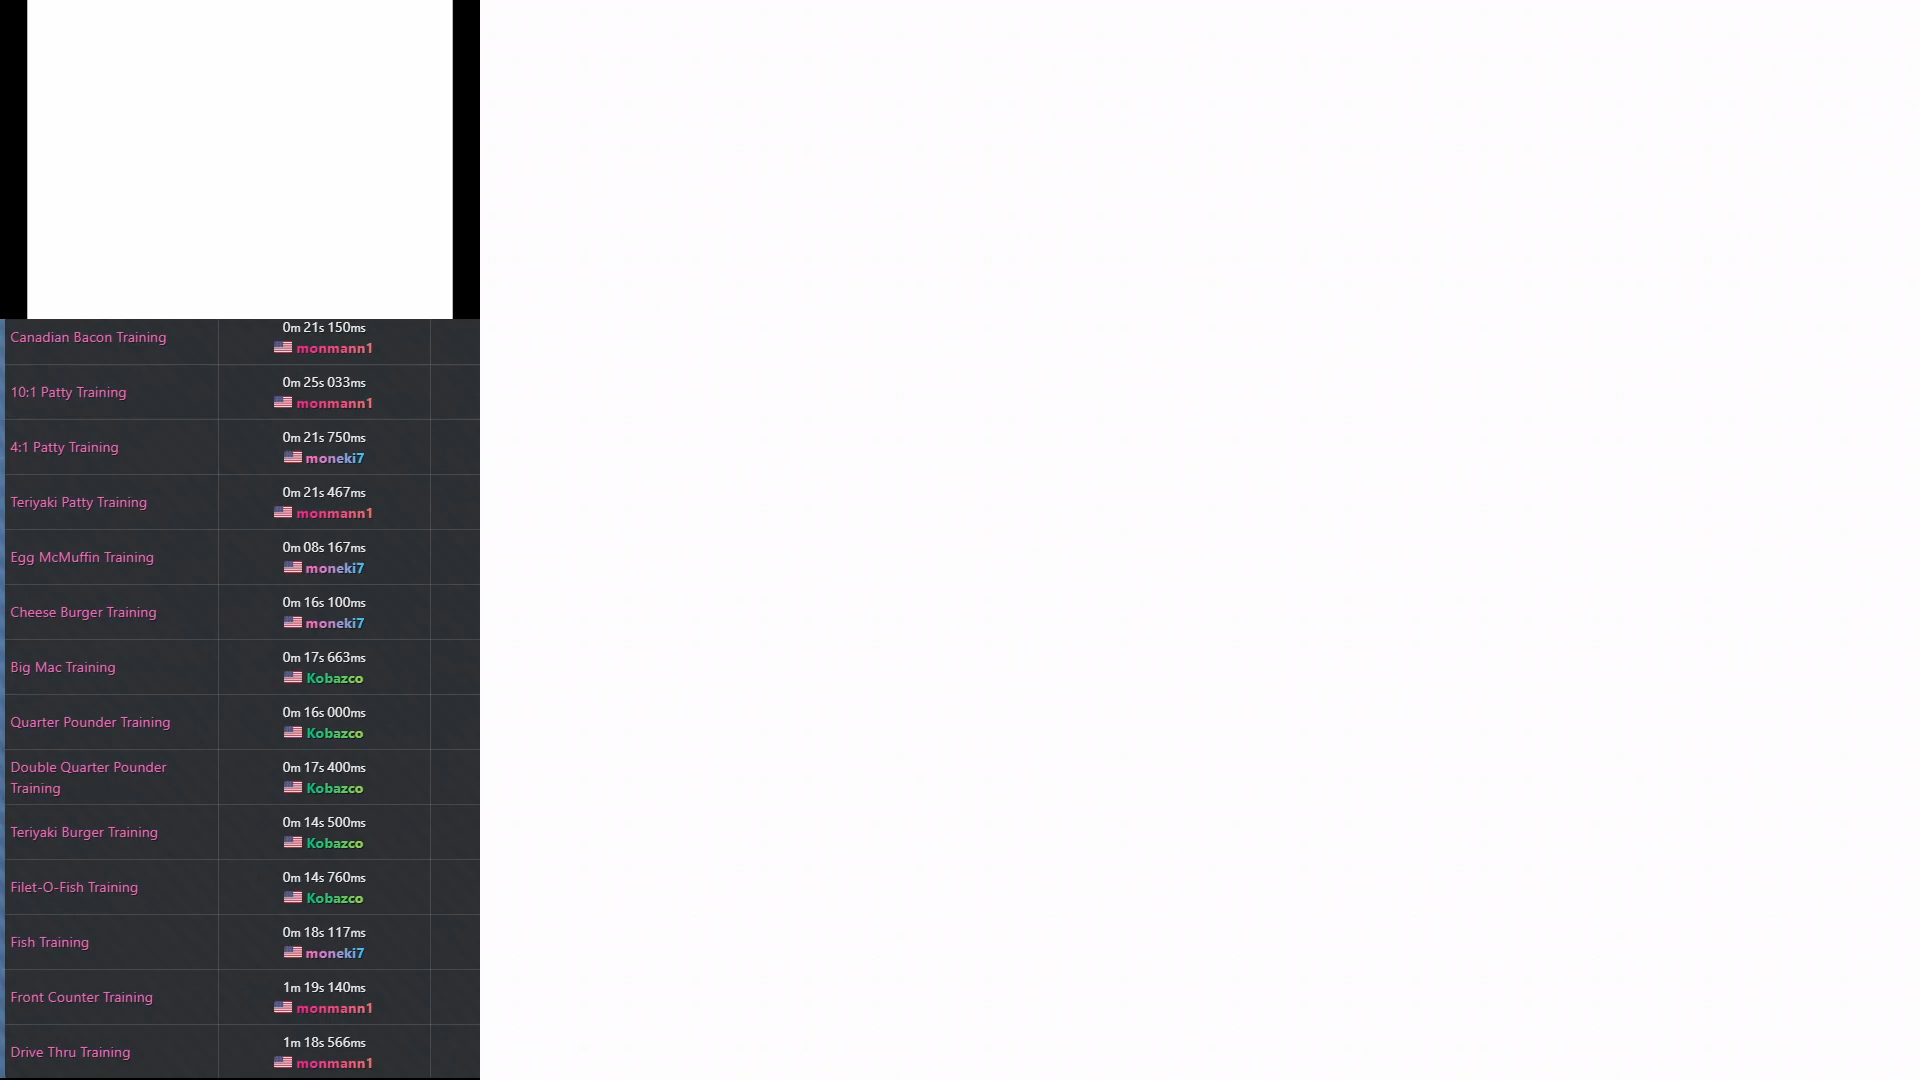 Canadian Bacon Training
0m 21s 150ms
monmann1
10:1 Patty Training
0m 25s 033ms
monmann1
4:1 Patty Training
0m 21s 750ms
moneki7
Teriyaki Patty Training
0m 21s 467ms
monmann1
Egg McMuffin Training
0m 08s 167ms
moneki7
Cheese Burger Training
0m 16s 100ms
moneki7
Big Mac Training
0m 17s 663ms
Kobazco
Quarter Pounder Training
0m 16s 000ms
Kobazco
Double Quarter Pounder
Training
0m 17s 400ms
Kobazco
Teriyaki Burger Training
0m 14s 500ms
Kobazco
Filet-O-Fish Training
0m 14s 760ms
Kobazco
Fish Training
0m 18s 117ms
moneki7
Front Counter Training
1m 19s 140ms
monmann1
Drive Thru Training
1m 18s 566ms
monmann1